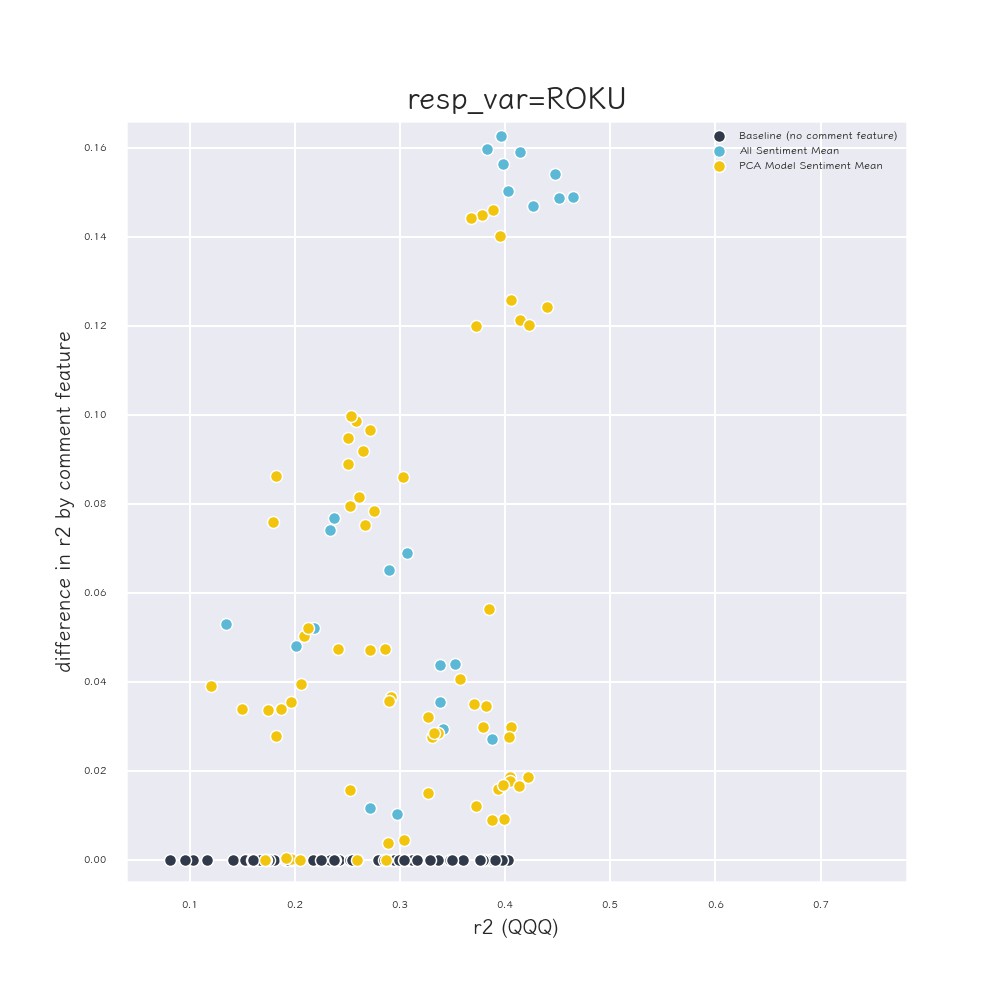 resp_var=ROKU
Baseline (no comment feature)
All Sentiment Mean
PCA Model Sentiment Mean
difference in r2 by comment feature
0.16
0.14
0.12
0.10
0.08
0.06
0.04
0.02
0.00
0.1 0.2 0.3 0.4 0.5 0.6 0.7
r2 (QQQ)